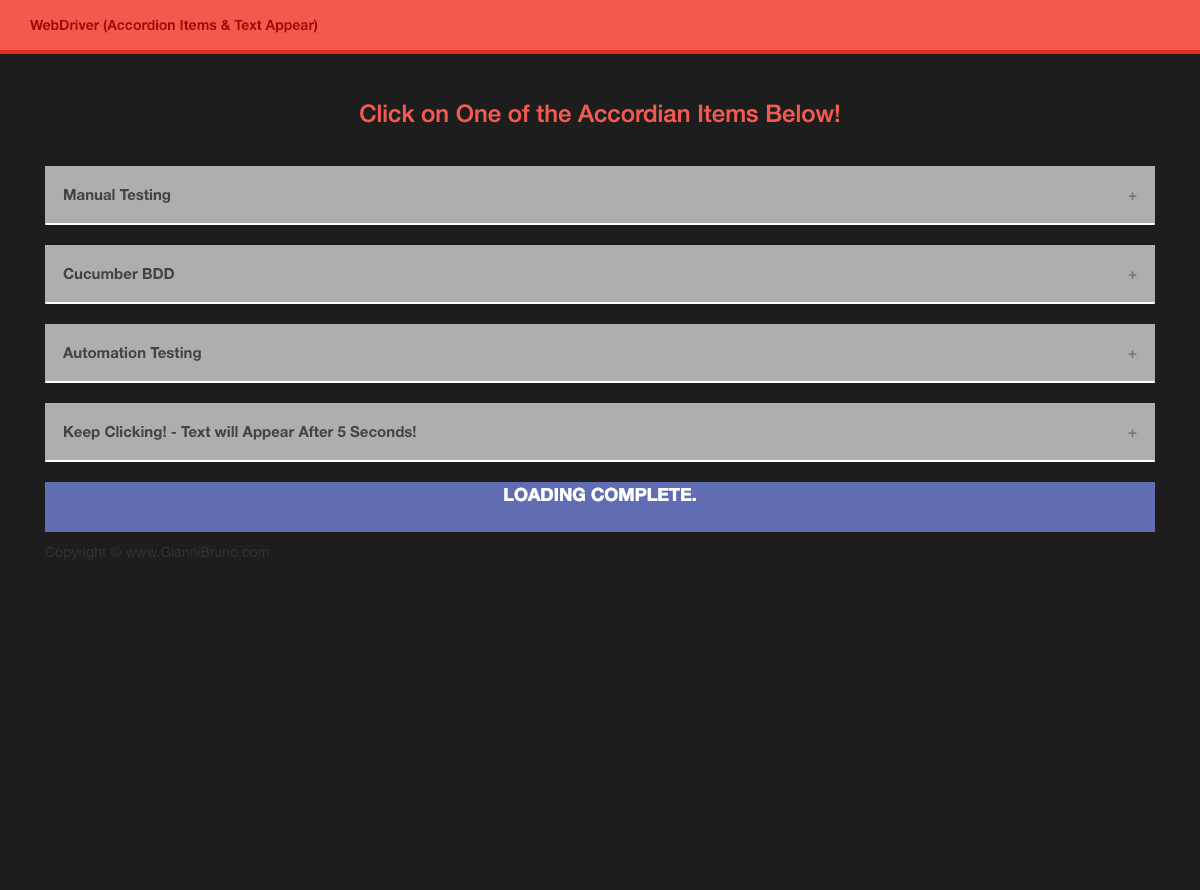 WebDriver (Accordion Items & Text Appear)
Click on One of the Accordian Items Below!
Manual Testing +
Cucumber BDD +
Automation Testing +
Keep Clicking! - Text will Appear After 5 Seconds! +
LOADING COMPLETE.
Copyright © www.GianniBruno.com